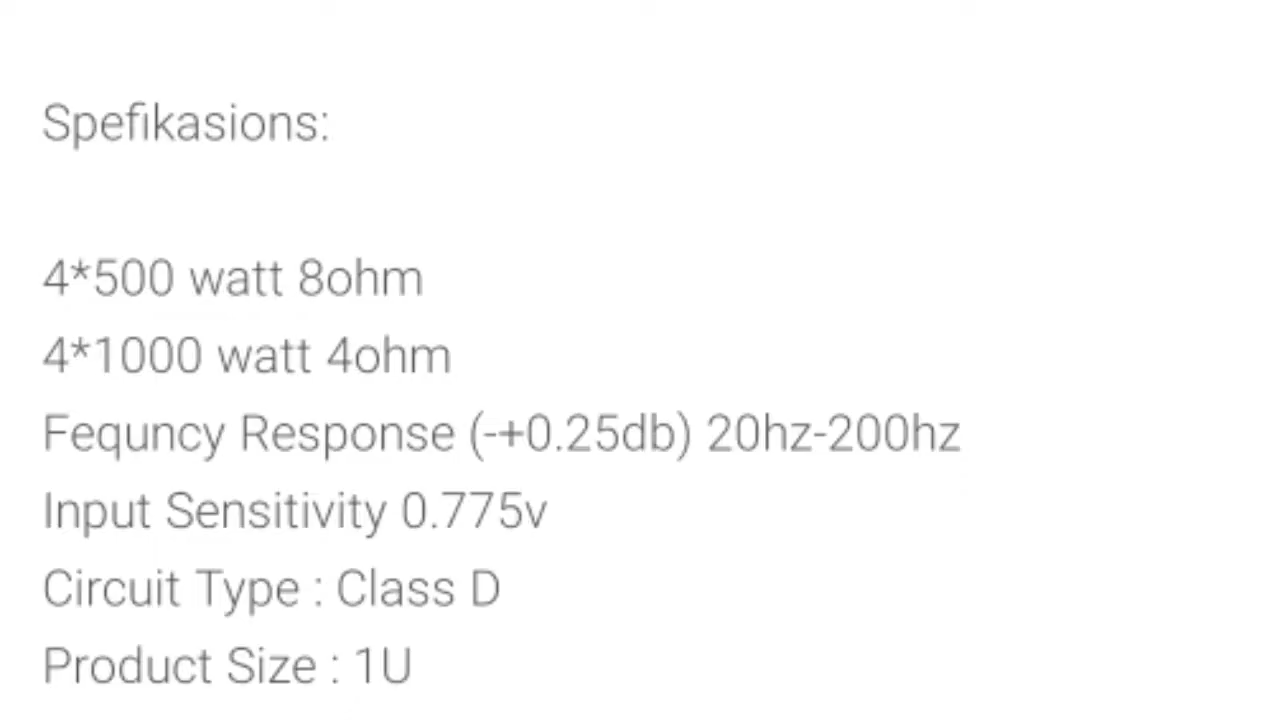 Spefikasions:
4*500 watt 8ohm
4*1000 watt 4ohm
Fequncy Response (-+0.25db) 20hz-200hz
Input Sensitivity 0.775v
Circuit Type : Class D
Product Size : 1U